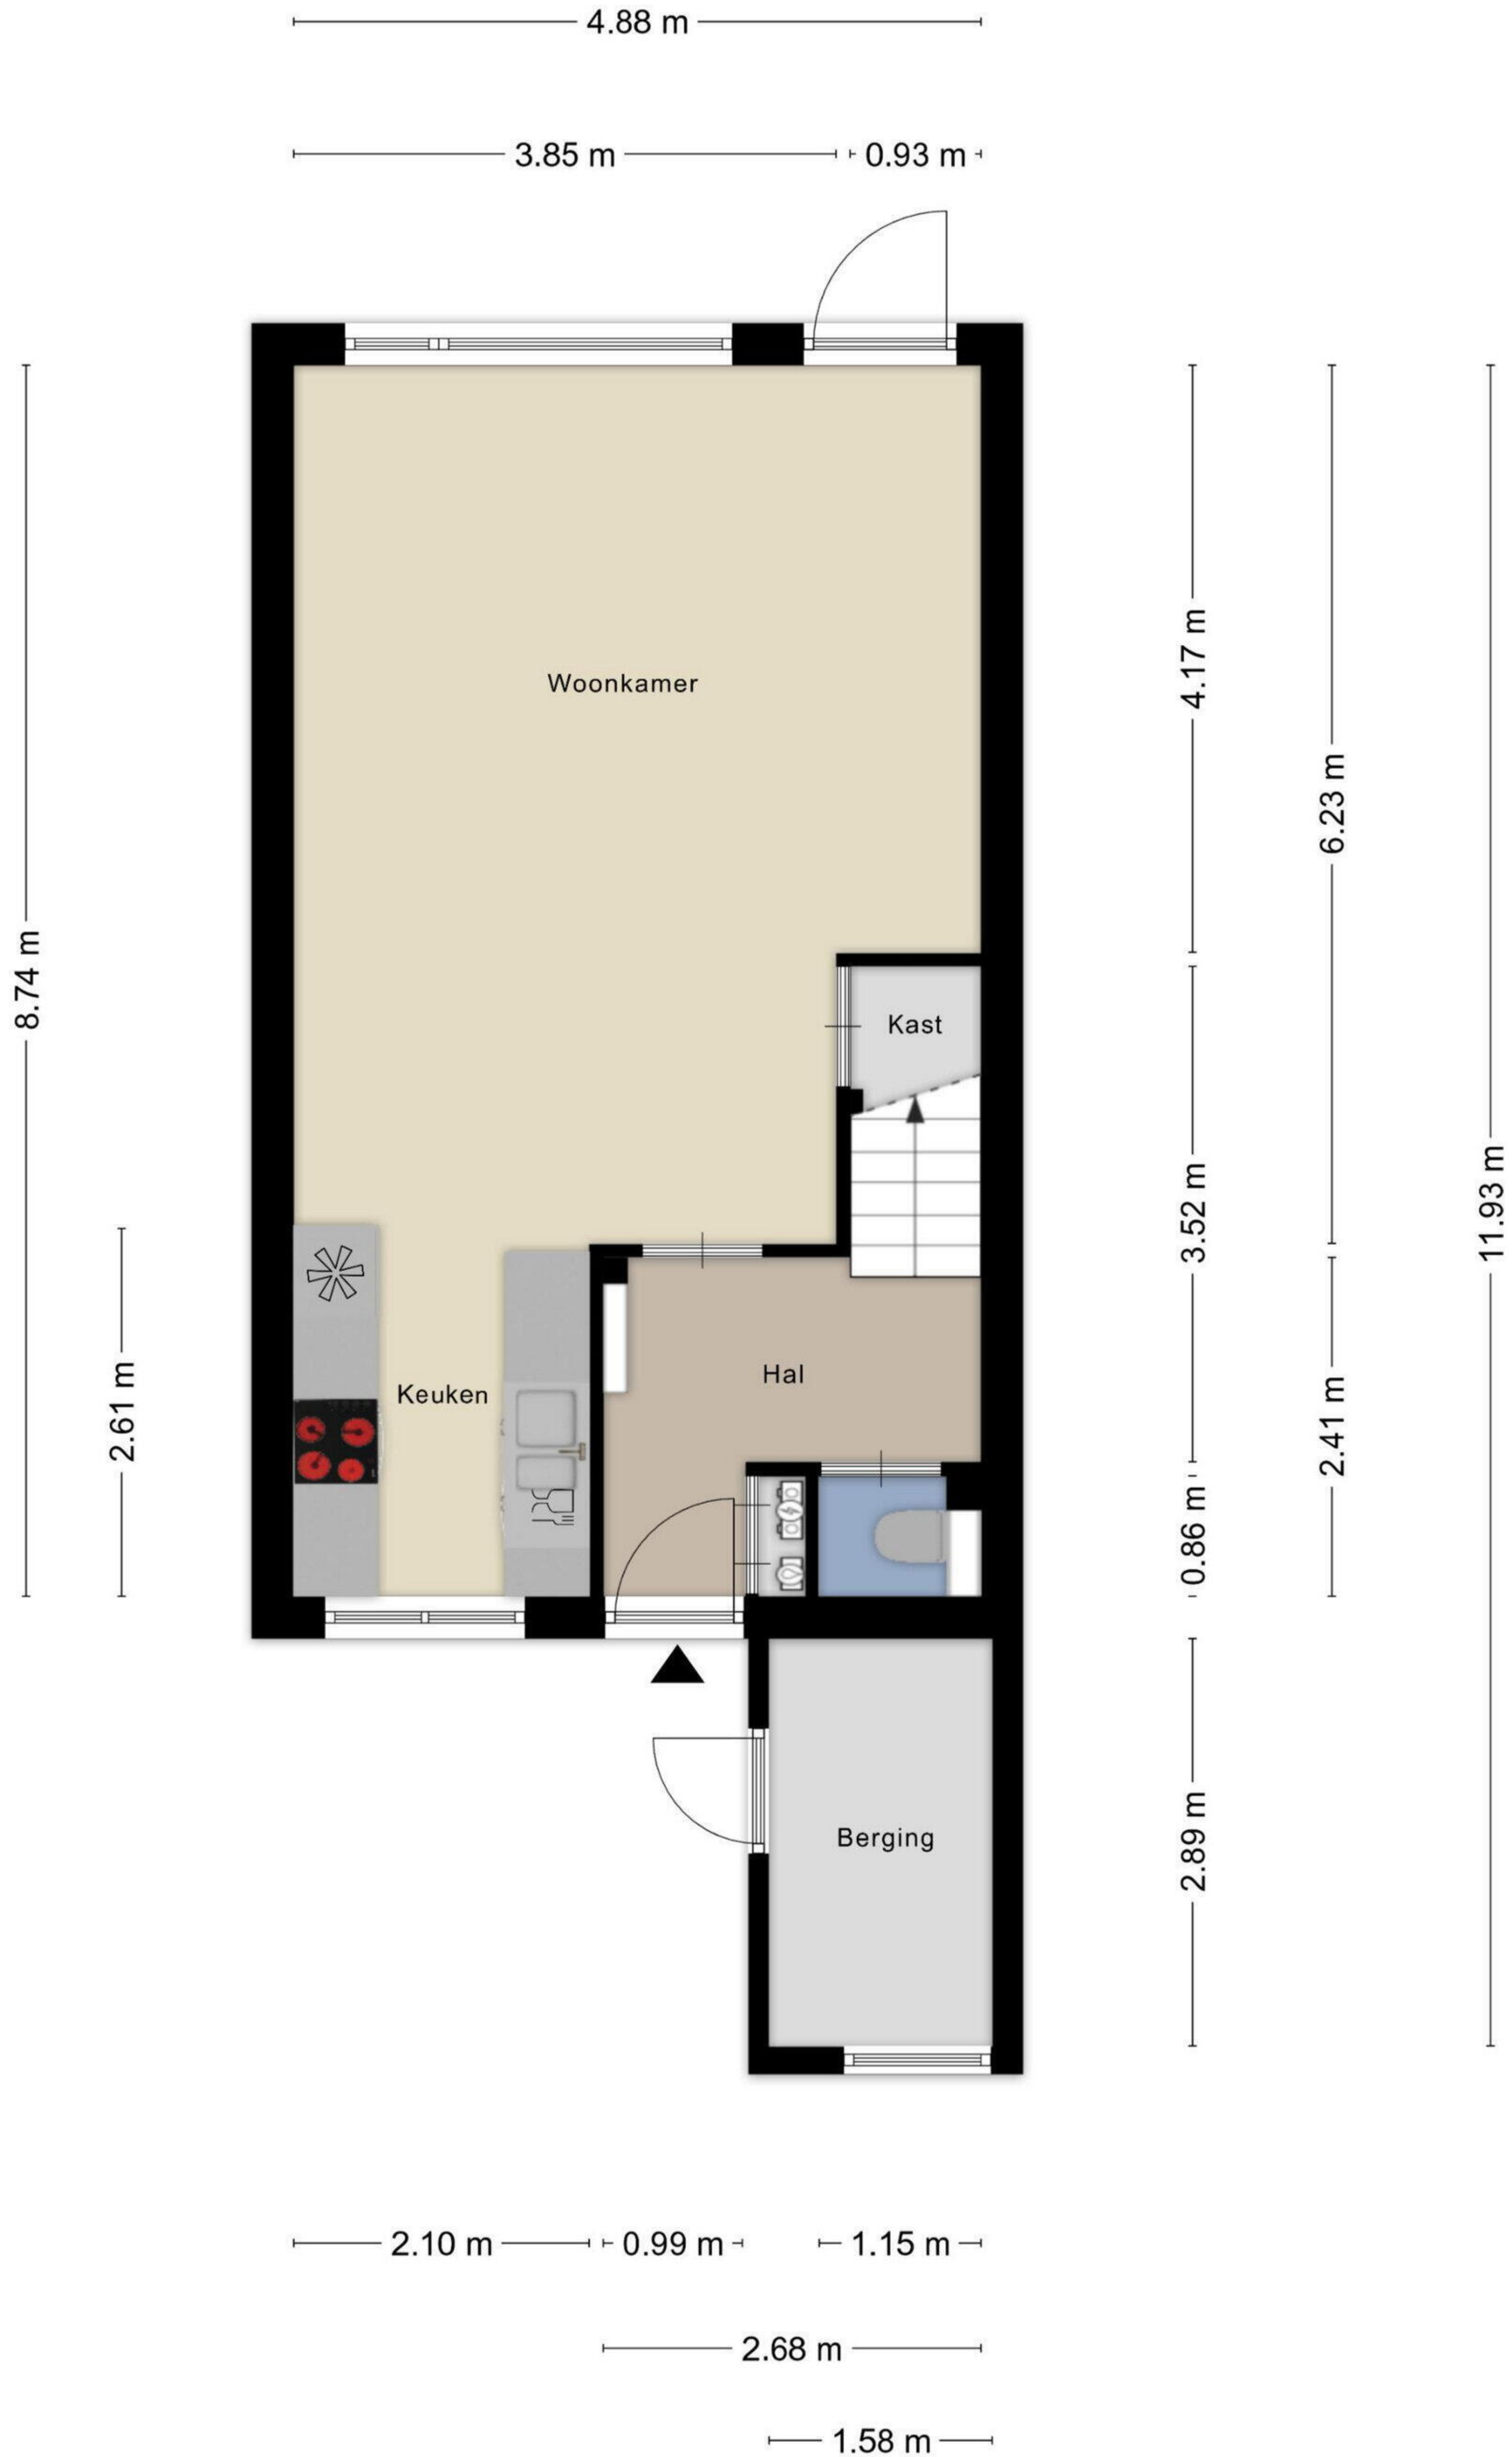 4.88 m
3.85 m
0.93 m
Woonkamer
4.17 m
6.23 m
8.74 m
Kast
11.93 m
3.52 m
Hal
Keuken
2.61 m
2.41 m
0.86 m
Berging
2.89 m
2.10 m
0.99 m
1.15 m
2.68 m
1.58 m